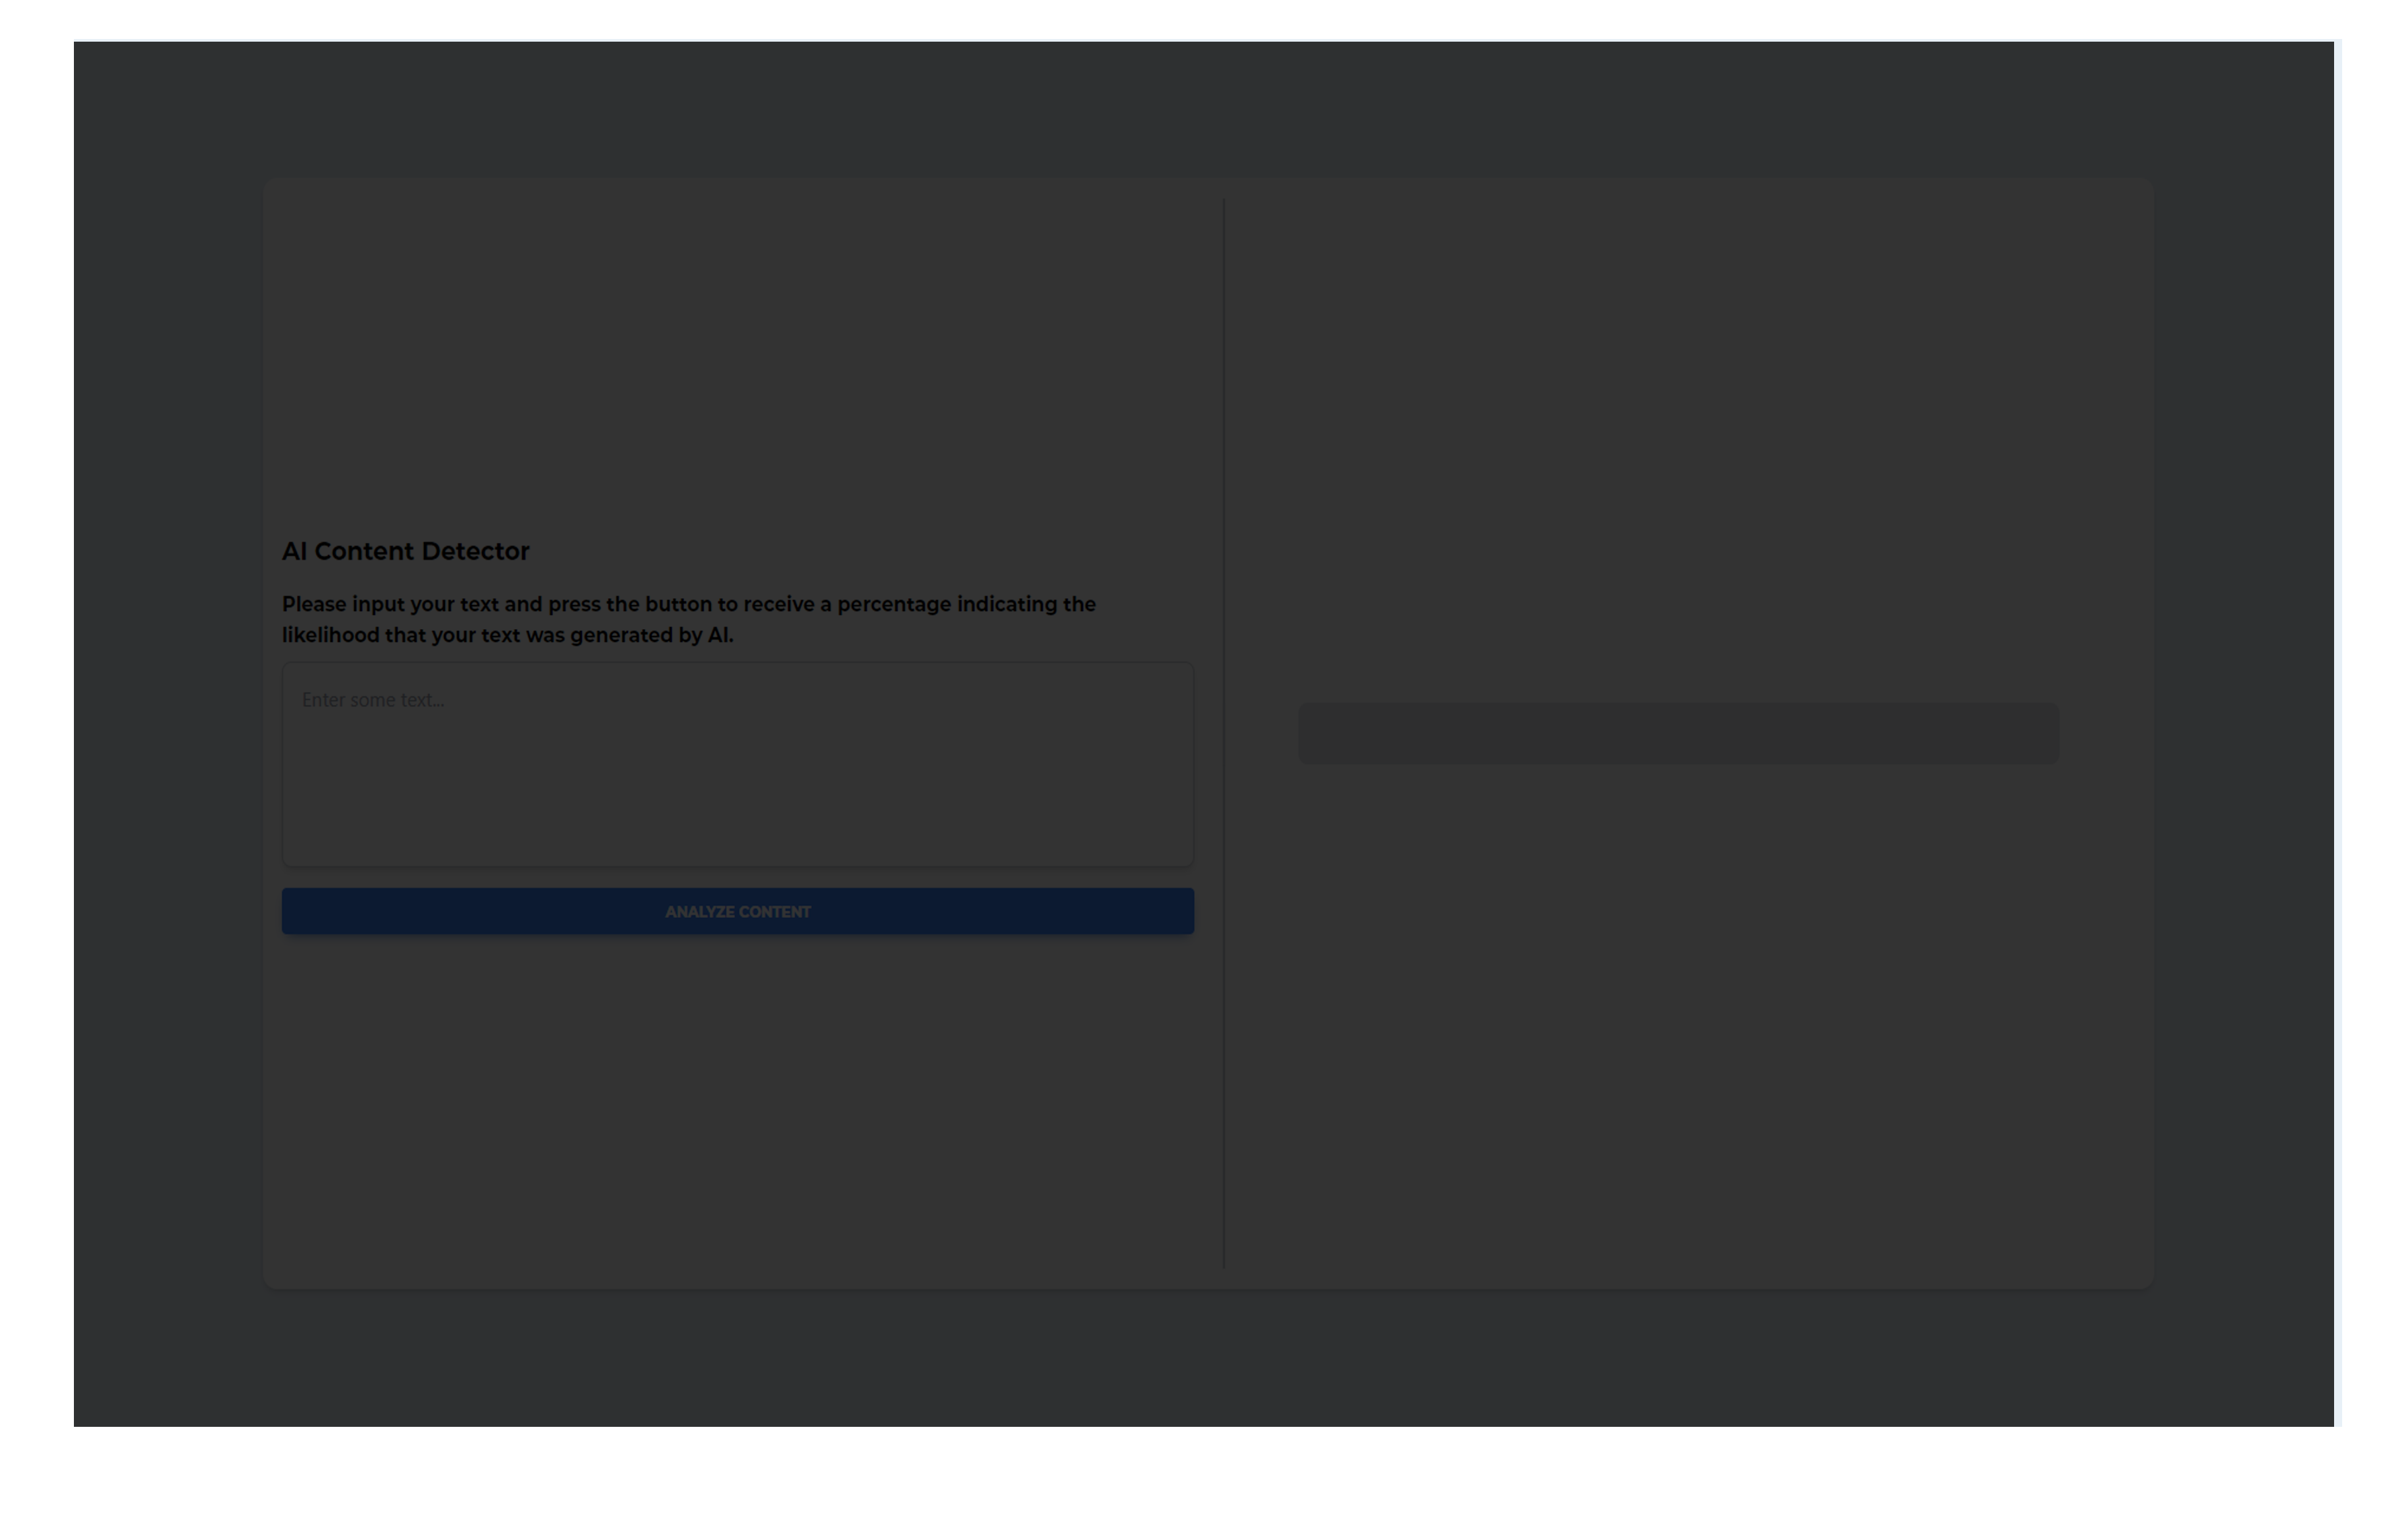 AI Content Detector
Please input your text and press the button to receive a percentage indicating the
likelihood that your text was generated by AI.
Enter some text...
ANALYZE CONTENT